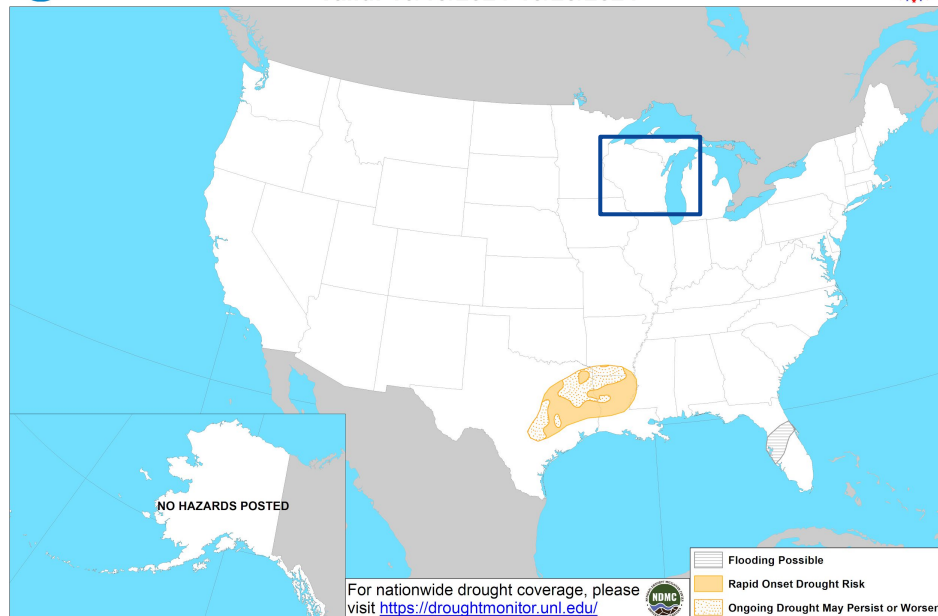 NO HAZARDS POSTED
For nationwide drought coverage, please
visit https://droughtmonitor.unl.edu/
NDMC
Flooding Possible
Rapid Onset Drought Risk
Ongoing Drought May Persist or Worsen